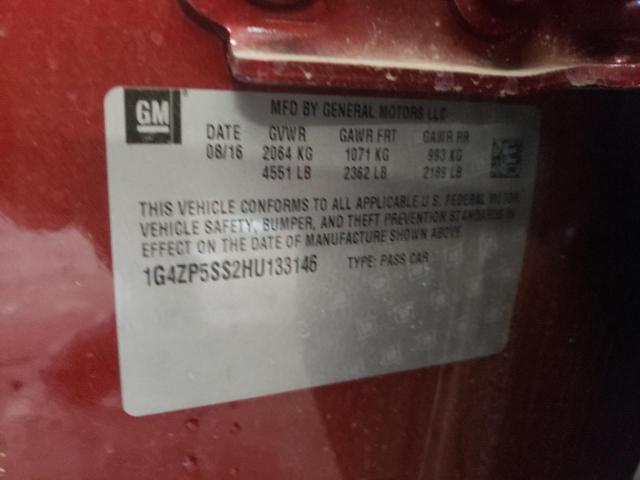 GM
MFD BY GENERAL MOTORS LLC
DATE GVWR GAWR FRT GAWR RR
08/16 2064 KG 1071 KG 993 KG
4551 LB 2362 LB 2189 LB
THIS VEHICLE CONFORMS TO ALL APPLICABLE U.S. FEDERAL MOTOR
VEHICLE SAFETY, BUMPER, AND THEFT PREVENTION STANDARDS IN
EFFECT ON THE DATE OF MANUFACTURE SHOWN ABOVE.
1G4ZP5SS2HU133146 TYPE: PASS CAR